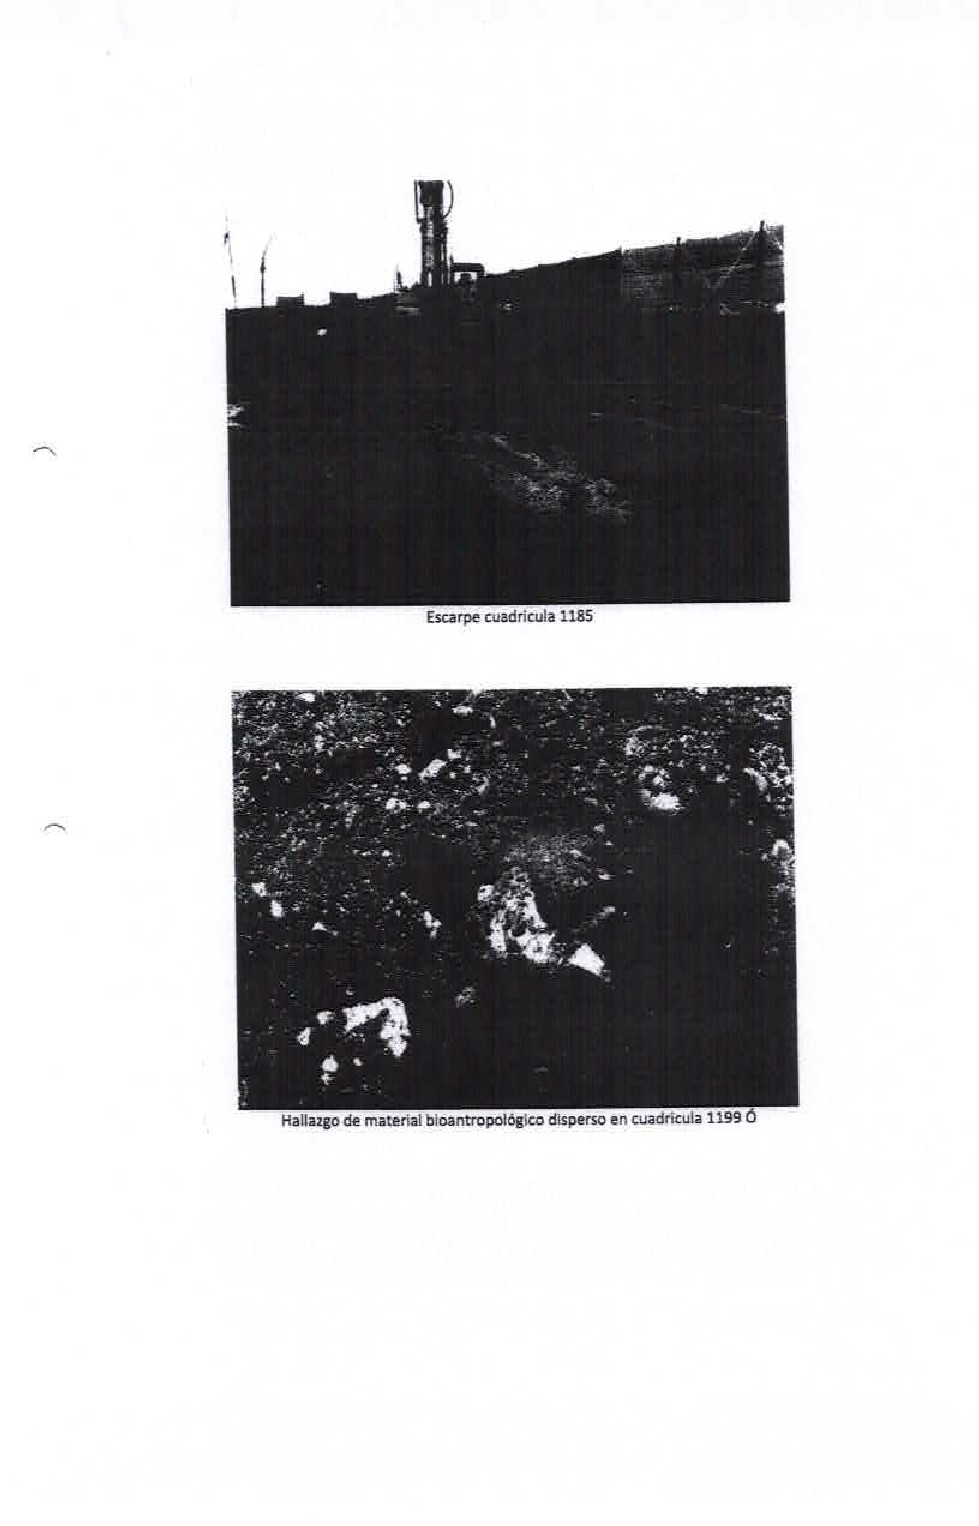 Escarpe cuadricula 1185
Hallazgo de material bioantropológico disperso en cuadricula 1199 Ó